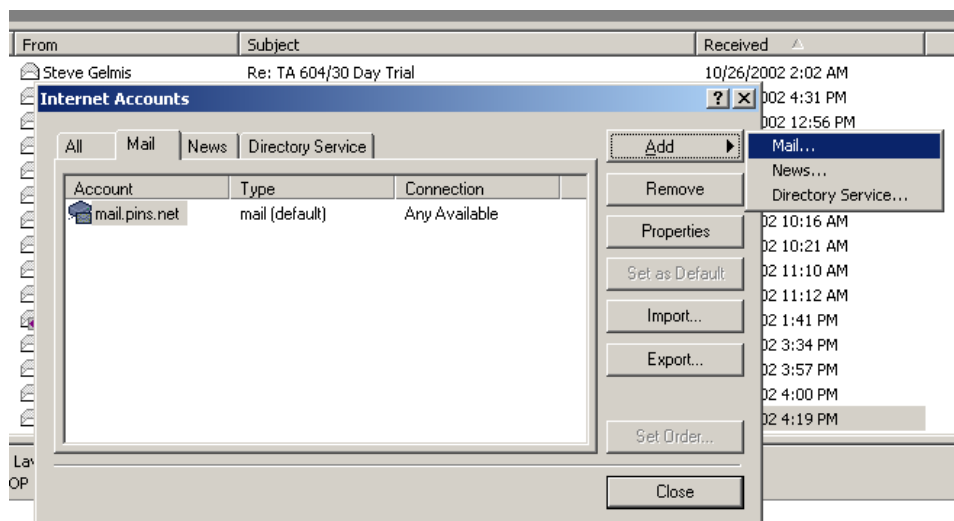 From Subject Received
Steve Gelmis Re: TA 604/30 Day Trial 10/26/2002 2:02 AM
Internet Accounts ? X 002 4:31 PM
002 12:56 PM
All Mail News Directory Service Add Mail...
News...
Account Type Connection Remove Directory Service...
mail.pins.net mail (default) Any Available
02 10:16 AM
Properties
02 10:21 AM
Set as Default 02 11:10 AM
02 11:12 AM
Import... 02 1:41 PM
02 3:34 PM
Export... 02 3:57 PM
02 4:00 PM
02 4:19 PM
Set Order...
OP
Close